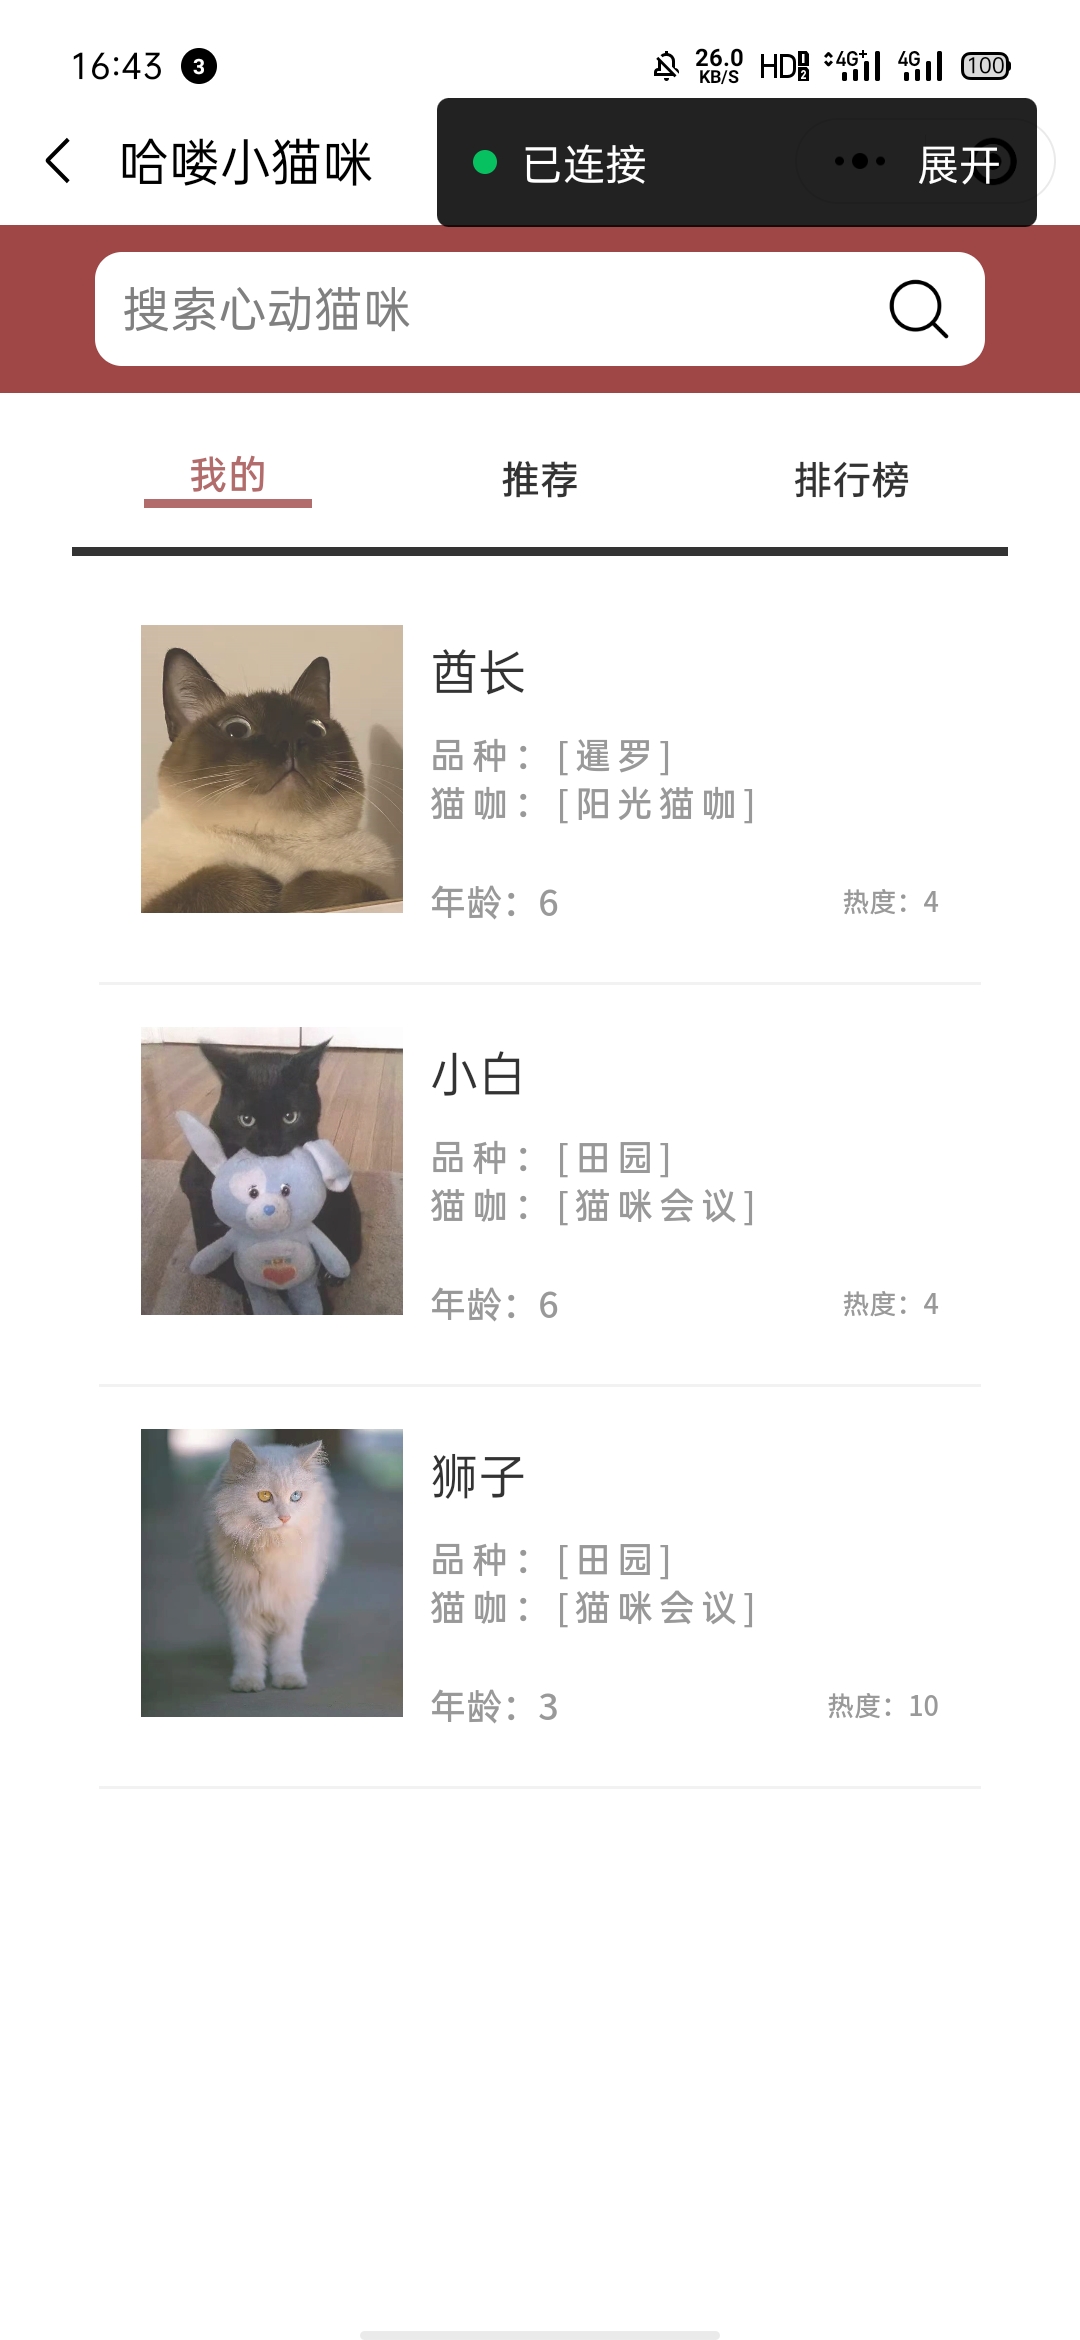 16:43 3 26.0 KB/S HD 1 2 4G+ 4G 100
哈喽小猫咪
已连接 展开
搜索心动猫咪
我的 推荐 排行榜
酋长
品种：[暹罗]
猫咖：[阳光猫咖]
年龄：6 热度：4
小白
品种：[田园]
猫咖：[猫咪会议]
年龄：6 热度：4
狮子
品种：[田园]
猫咖：[猫咪会议]
年龄：3 热度：10